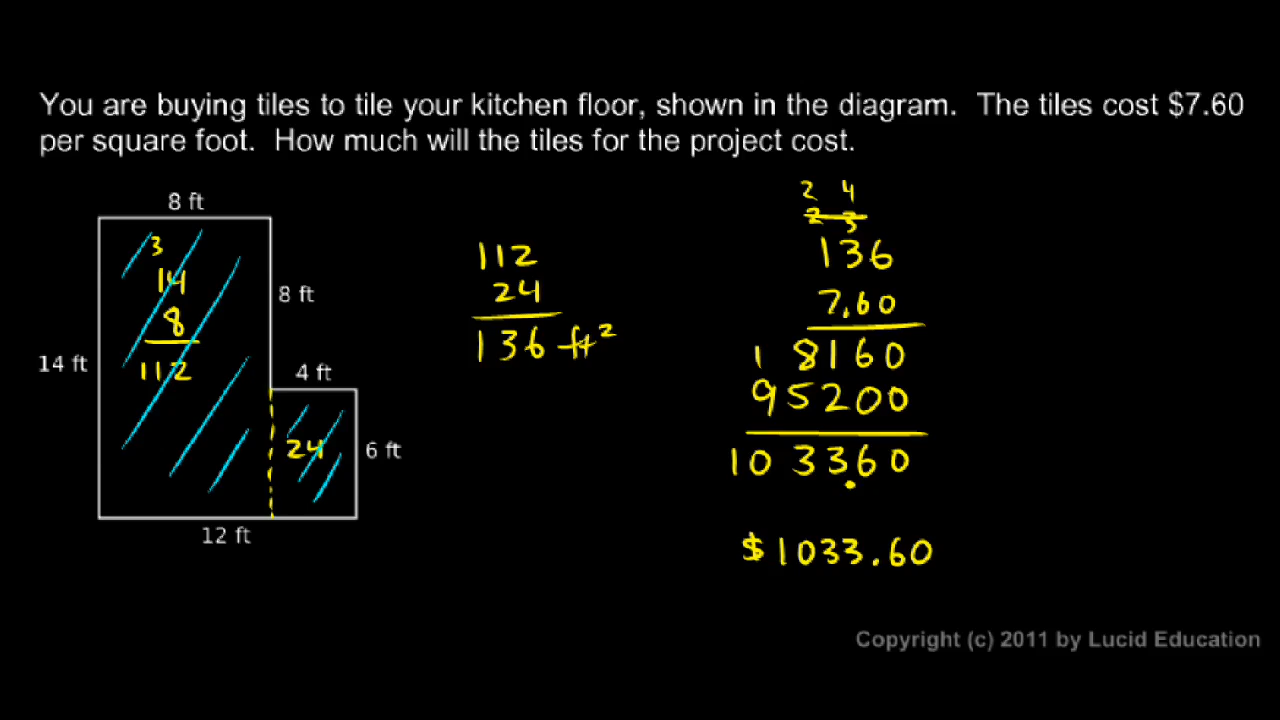 You are buying tiles to tile your kitchen floor, shown in the diagram. The tiles cost $7.60
per square foot. How much will the tiles for the project cost.
8 ft
3
14
8
112
8 ft
14 ft
4 ft
24
6 ft
12 ft
112
24
136 ft²
2 4
2 3
136
7.60
1 8160
95200
103360.
$1033.60
Copyright (c) 2011 by Lucid Education